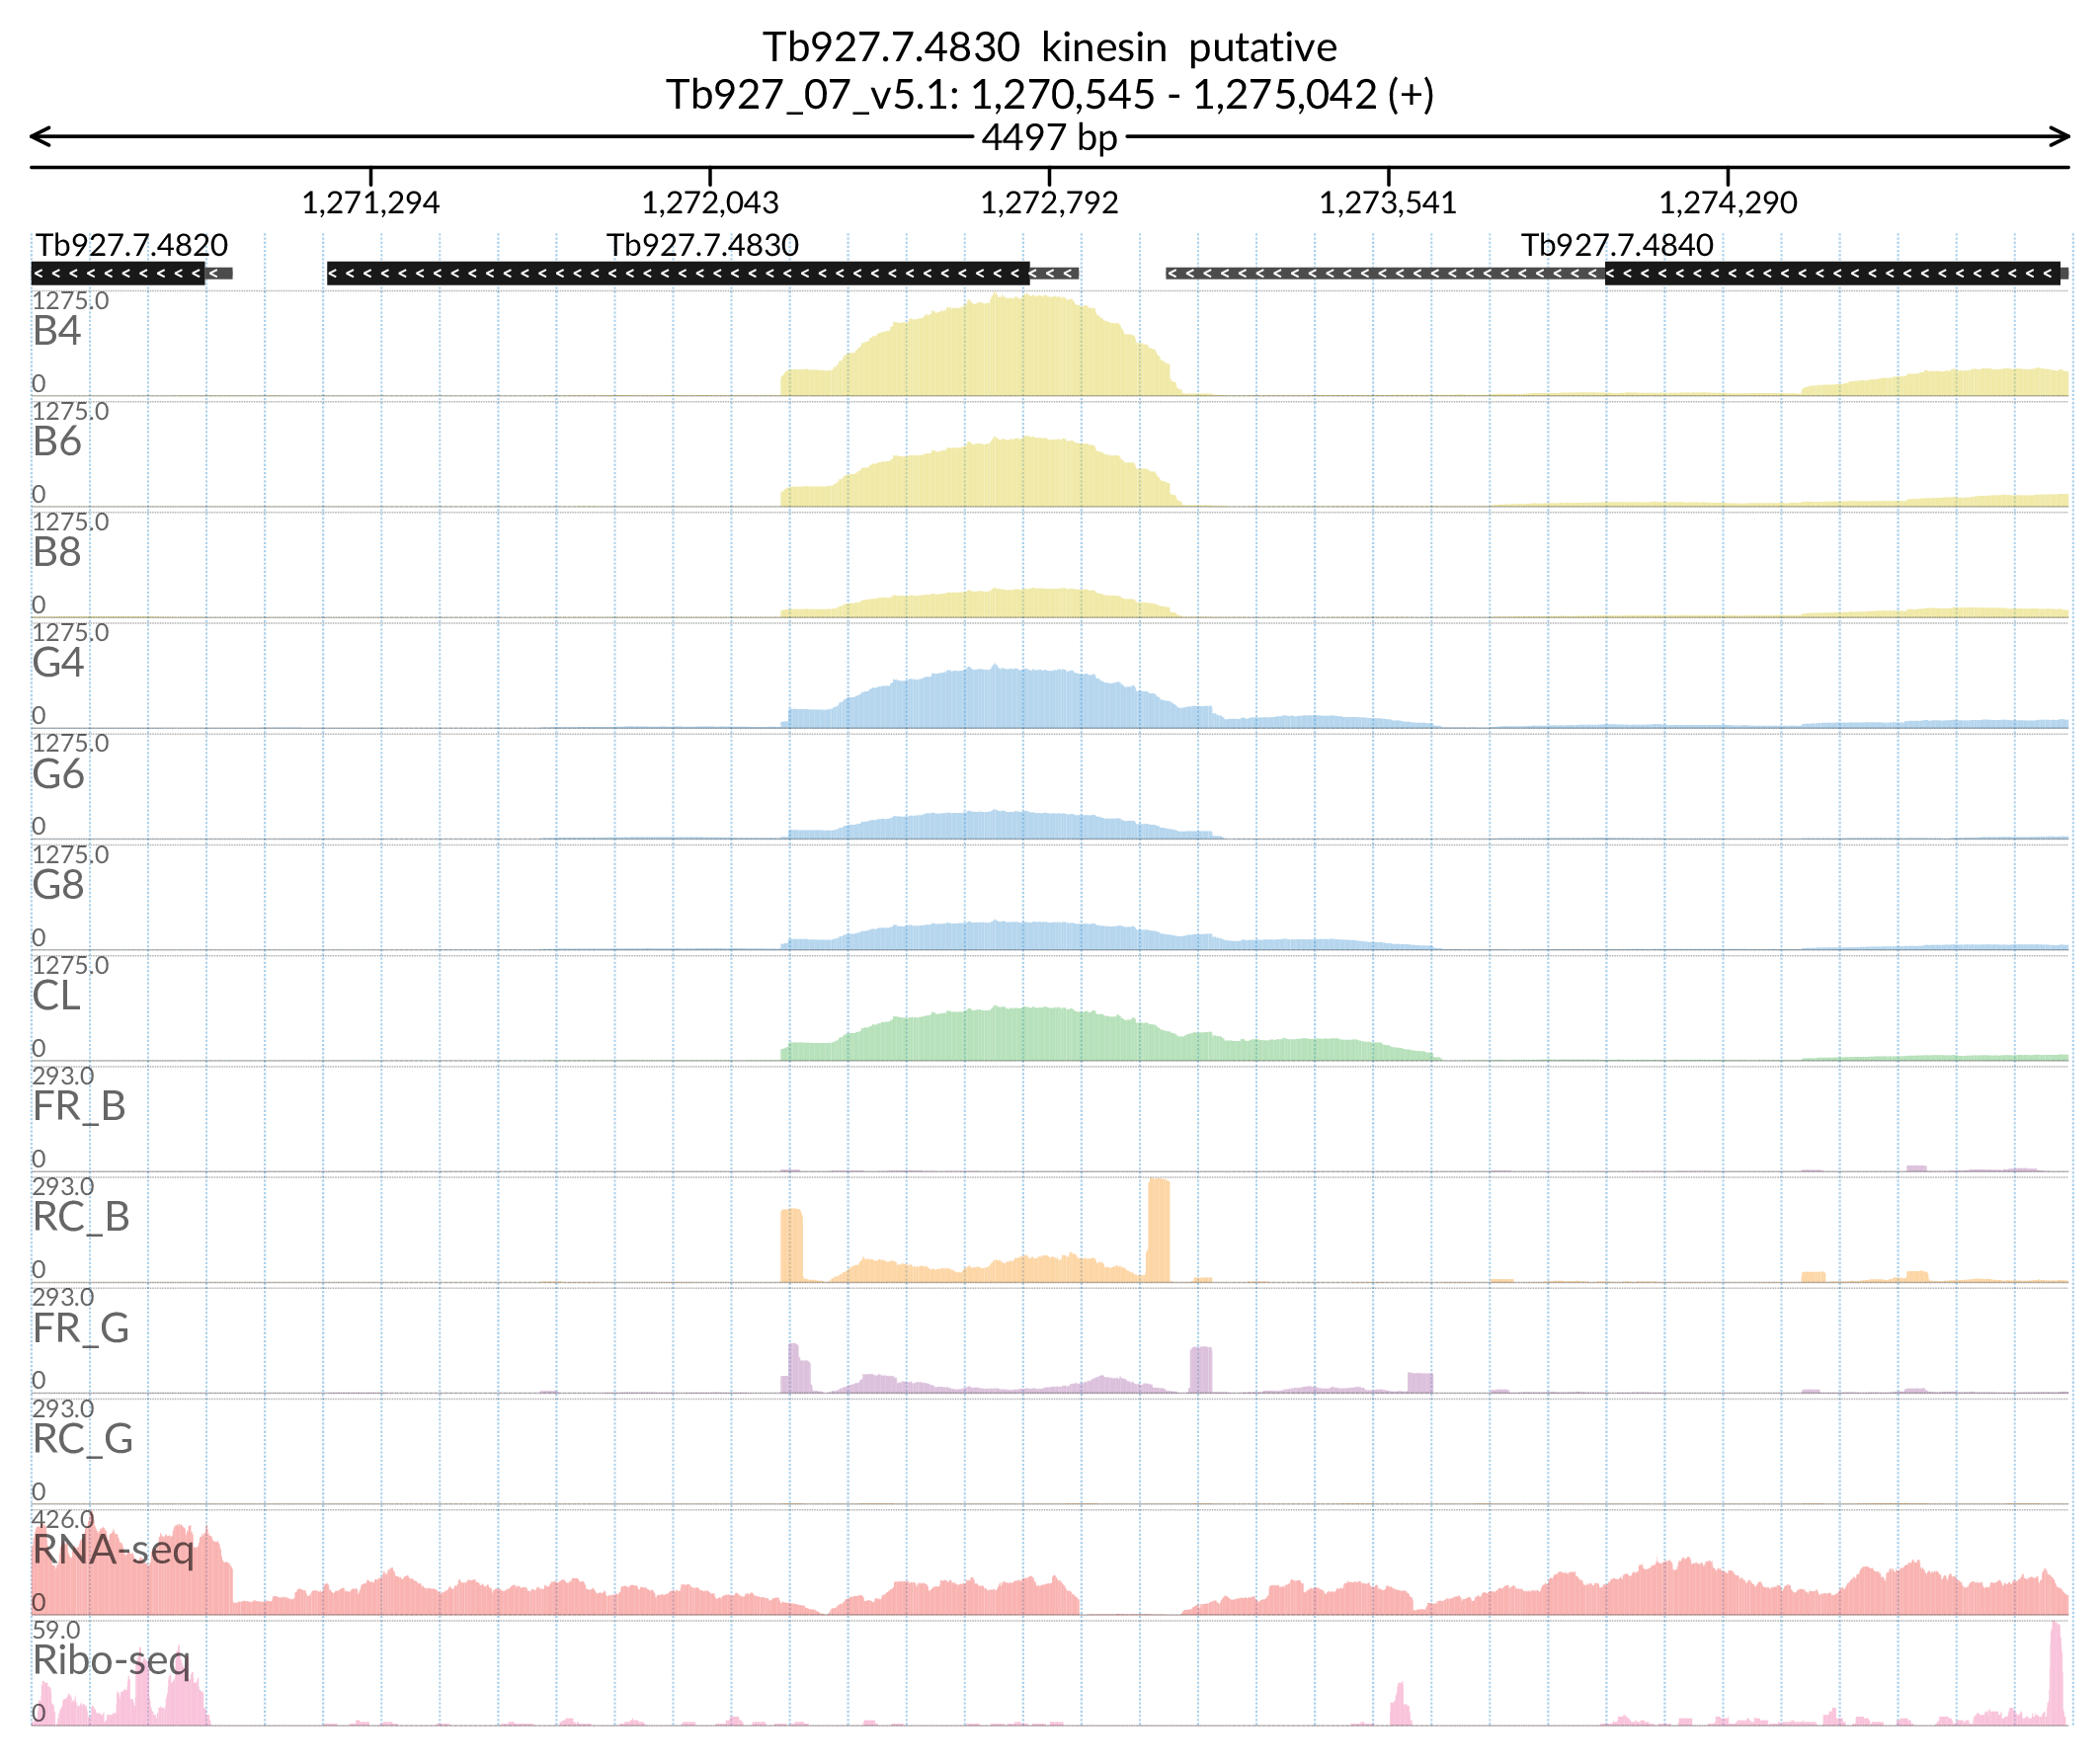 Tb927.7.4830 kinesin putative
Tb927_07_v5.1: 1,270,545 - 1,275,042 (+)
4497 bp
1,271,294 1,272,043 1,272,792 1,273,541 1,274,290
Tb927.7.4820 Tb927.7.4830 Tb927.7.4840
1275.0
B4
0
1275.0
B6
0
1275.0
B8
0
1275.0
G4
0
1275.0
G6
0
1275.0
G8
0
1275.0
CL
0
293.0
FR_B
0
293.0
RC_B
0
293.0
FR_G
0
293.0
RC_G
0
426.0
RNA-seq
0
59.0
Ribo-seq
0